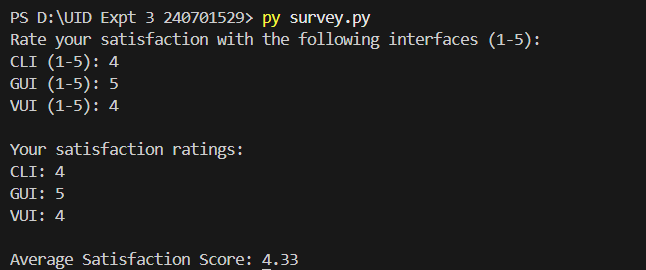 PS D:\UID Expt 3 240701529> py survey.py
Rate your satisfaction with the following interfaces (1-5):
CLI (1-5): 4
GUI (1-5): 5
VUI (1-5): 4
Your satisfaction ratings:
CLI: 4
GUI: 5
VUI: 4
Average Satisfaction Score: 4.33